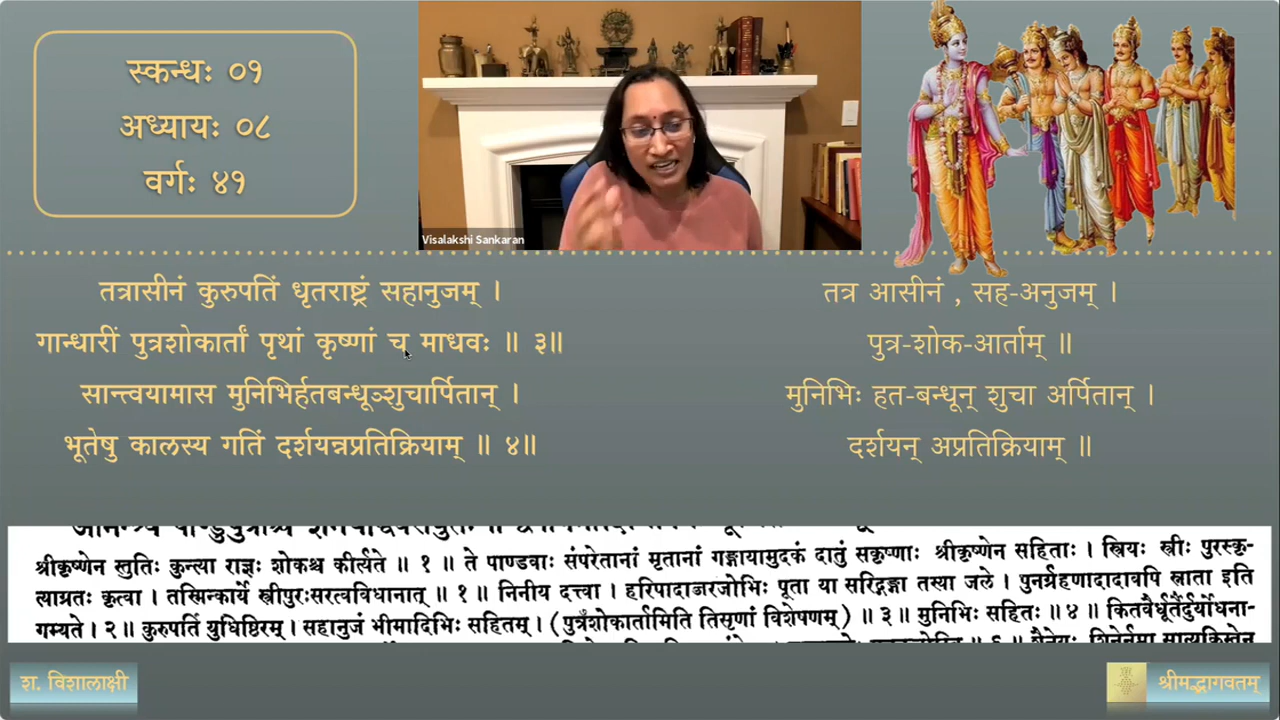 स्कन्धः ०१
अध्यायः ०८
वर्गः ४१
Visalakshi Sankaran
तत्रासीनं कुरुपतिं धृतराष्ट्रं सहानुजम् ।
गान्धारीं पुत्रशोकार्तां पृथां कृष्णां च माधवः ॥ ३॥
सान्त्वयामास मुनिभिर्हतबन्धूञ्शुचार्पितान् ।
भूतेषु कालस्य गतिं दर्शयन्नप्रतिक्रियाम् ॥ ४॥
तत्र आसीनं , सह-अनुजम् ।
पुत्र-शोक-आर्ताम् ॥
मुनिभिः हत-बन्धून् शुचा अर्पितान् ।
दर्शयन् अप्रतिक्रियाम् ॥
श्रीकृष्णेन स्तुतिः कुन्त्या राज्ञः शोकश्च कीर्त्यते ॥ १ ॥ ते पाण्डवाः संपरेतानां मृतानां गङ्गायामुदकं दातुं सकृष्णाः श्रीकृष्णेन सहिताः । स्त्रियः स्त्रीः पुरस्कृ-
त्याग्रतः कृत्वा । तस्मिन्कार्ये स्त्रीपुरःसरत्वविधानात् ॥ १ ॥ निनीय दत्त्वा । हरिपादाब्जरजोभिः पूता या सरिद्गङ्गा तस्या जले । पुनर्ग्रहणादादावपि स्नाता इति
गम्यते । २ ॥ कुरुपतिं युधिष्ठिरम् । सहानुजं भीमादिभिः सहितम् । (पुत्रशोकार्तामिति तिसृणां विशेषणम्) ॥ ३ ॥ मुनिभिः सहितः ॥ ४ ॥ कितवैर्धूर्तैर्दुर्योधना-
श. विशालाक्षी
श्रीमद्भागवतम्